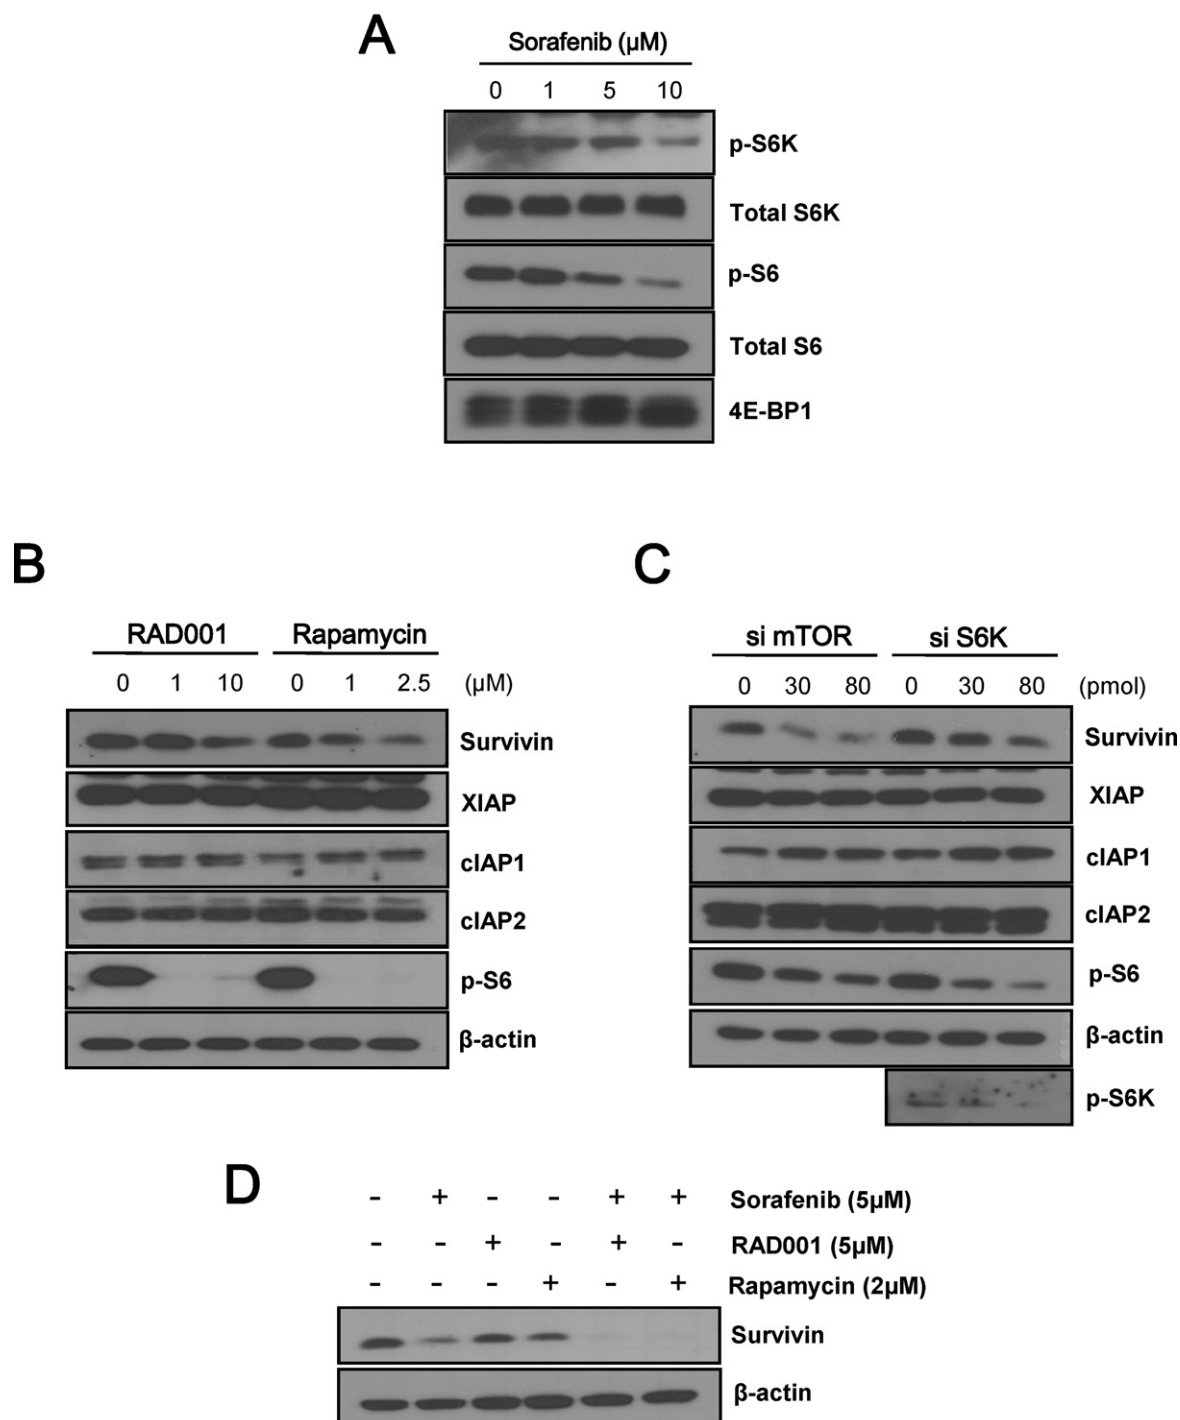 A
Sorafenib (µM)
0 1 5 10
p-S6K
Total S6K
p-S6
Total S6
4E-BP1
B
RAD001 Rapamycin
0 1 10 0 1 2.5 (µM)
Survivin
XIAP
cIAP1
cIAP2
p-S6
β-actin
C
si mTOR si S6K
0 30 80 0 30 80 (pmol)
Survivin
XIAP
cIAP1
cIAP2
p-S6
β-actin
p-S6K
D
- + - - + + Sorafenib (5µM)
- - + - + - RAD001 (5µM)
- - - + - + Rapamycin (2µM)
Survivin
β-actin